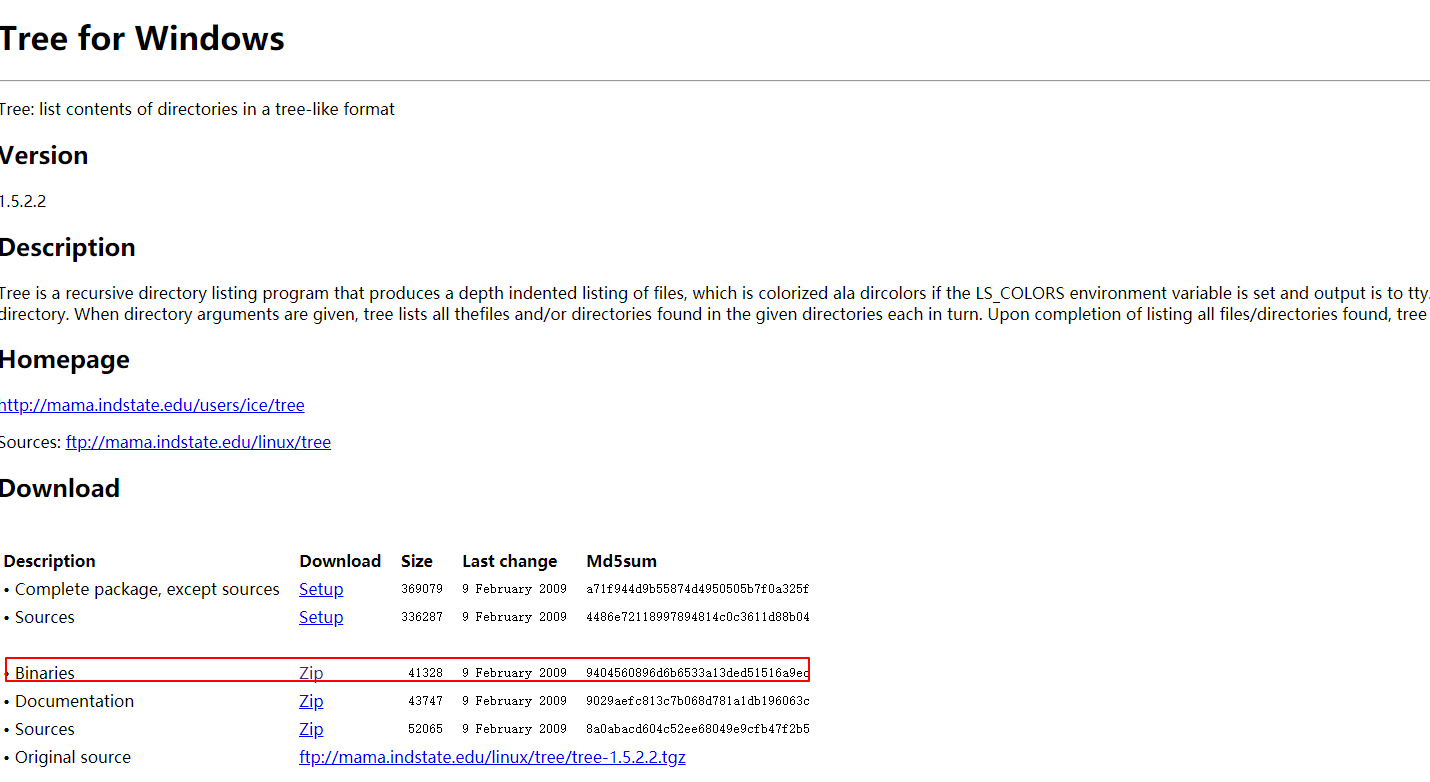 Tree for Windows
Tree: list contents of directories in a tree-like format
Version
1.5.2.2
Description
Tree is a recursive directory listing program that produces a depth indented listing of files, which is colorized ala dircolors if the LS_COLORS environment variable is set and output is to tty.
directory. When directory arguments are given, tree lists all thefiles and/or directories found in the given directories each in turn. Upon completion of listing all files/directories found, tree
Homepage
http://mama.indstate.edu/users/ice/tree
Sources: ftp://mama.indstate.edu/linux/tree
Download
Description Download Size Last change Md5sum
• Complete package, except sources Setup 369079 9 February 2009 a71f944d9b55874d4950505b7f0a325f
• Sources Setup 336287 9 February 2009 4486e72118997894814c0c3611d88b04
• Binaries Zip 41328 9 February 2009 9404560896d6b6533a13ded51516a9ec
• Documentation Zip 43747 9 February 2009 9029aefc813c7b068d781a1db196063c
• Sources Zip 52065 9 February 2009 8a0abacd604c52ee68049e9cfb47f2b5
• Original source ftp://mama.indstate.edu/linux/tree/tree-1.5.2.2.tgz